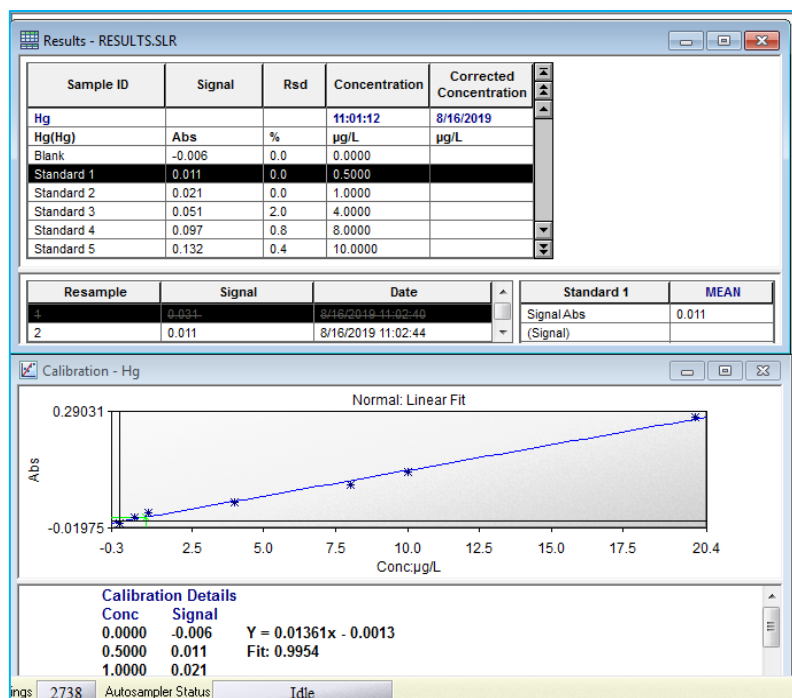 Results - RESULTS.SLR
Sample ID Signal Rsd Concentration Corrected Concentration
Hg 11:01:12 8/16/2019
Hg(Hg) Abs % µg/L µg/L
Blank -0.006 0.0 0.0000
Standard 1 0.011 0.0 0.5000
Standard 2 0.021 0.0 1.0000
Standard 3 0.051 2.0 4.0000
Standard 4 0.097 0.8 8.0000
Standard 5 0.132 0.4 10.0000
Resample Signal Date
1 0.031 8/16/2019 11:02:40
2 0.011 8/16/2019 11:02:44
Standard 1 MEAN
Signal Abs 0.011
(Signal)
Calibration - Hg
Normal: Linear Fit
0.29031
Abs
-0.01975
-0.3 2.5 5.0 7.5 10.0 12.5 15.0 17.5 20.4
Conc:µg/L
Calibration Details
Conc Signal
0.0000 -0.006 Y = 0.01361x - 0.0013
0.5000 0.011 Fit: 0.9954
1.0000 0.021
ings 2738 Autosampler Status Idle